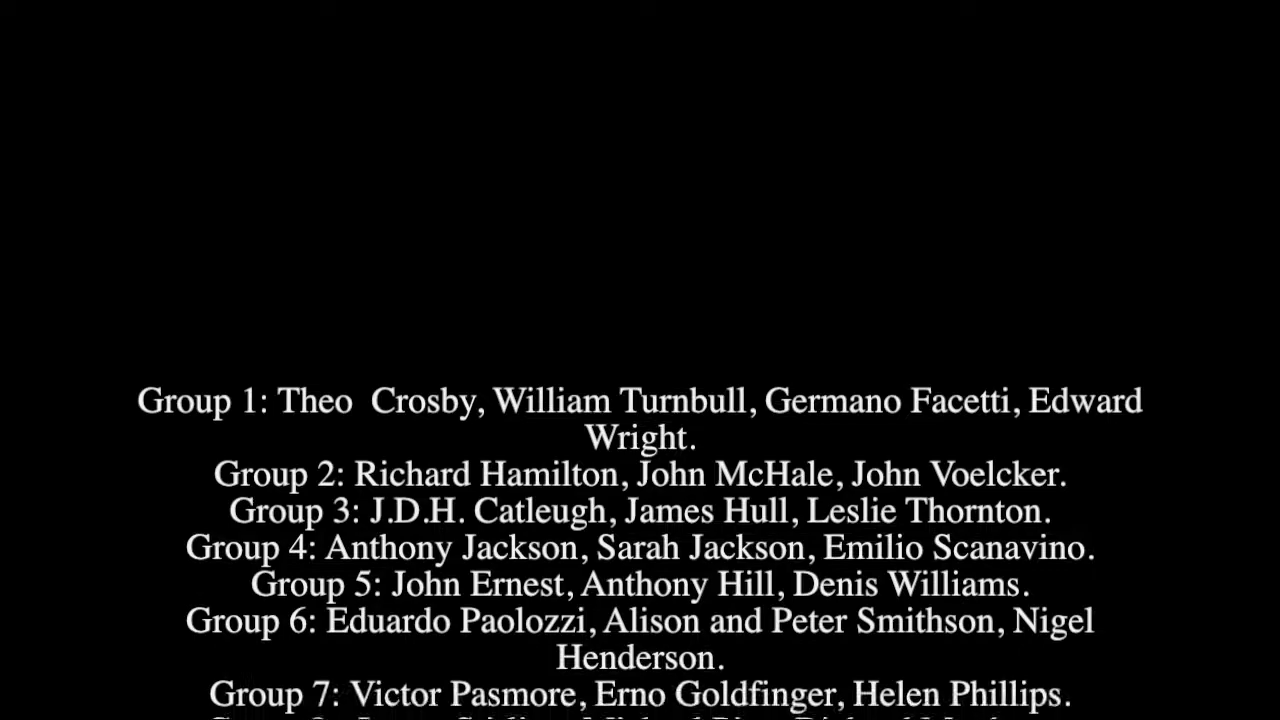 Group 1: Theo  Crosby, William Turnbull, Germano Facetti, Edward
Wright.
Group 2: Richard Hamilton, John McHale, John Voelcker.
Group 3: J.D.H. Catleugh, James Hull, Leslie Thornton.
Group 4: Anthony Jackson, Sarah Jackson, Emilio Scanavino.
Group 5: John Ernest, Anthony Hill, Denis Williams.
Group 6: Eduardo Paolozzi, Alison and Peter Smithson, Nigel
Henderson.
Group 7: Victor Pasmore, Erno Goldfinger, Helen Phillips.